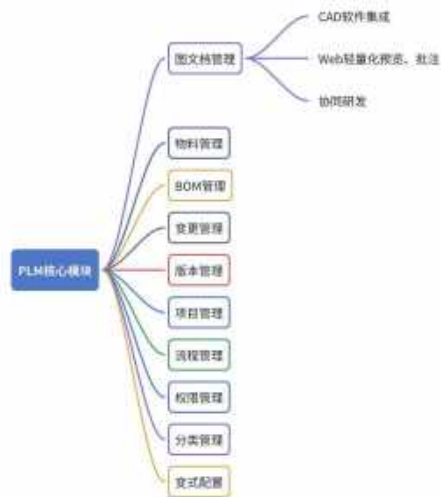 CAD软件集成
图文档管理
Web轻量化预览、批注
协同研发
物料管理
BOM管理
变更管理
PLM核心模块
版本管理
项目管理
流程管理
权限管理
分类管理
变式配置